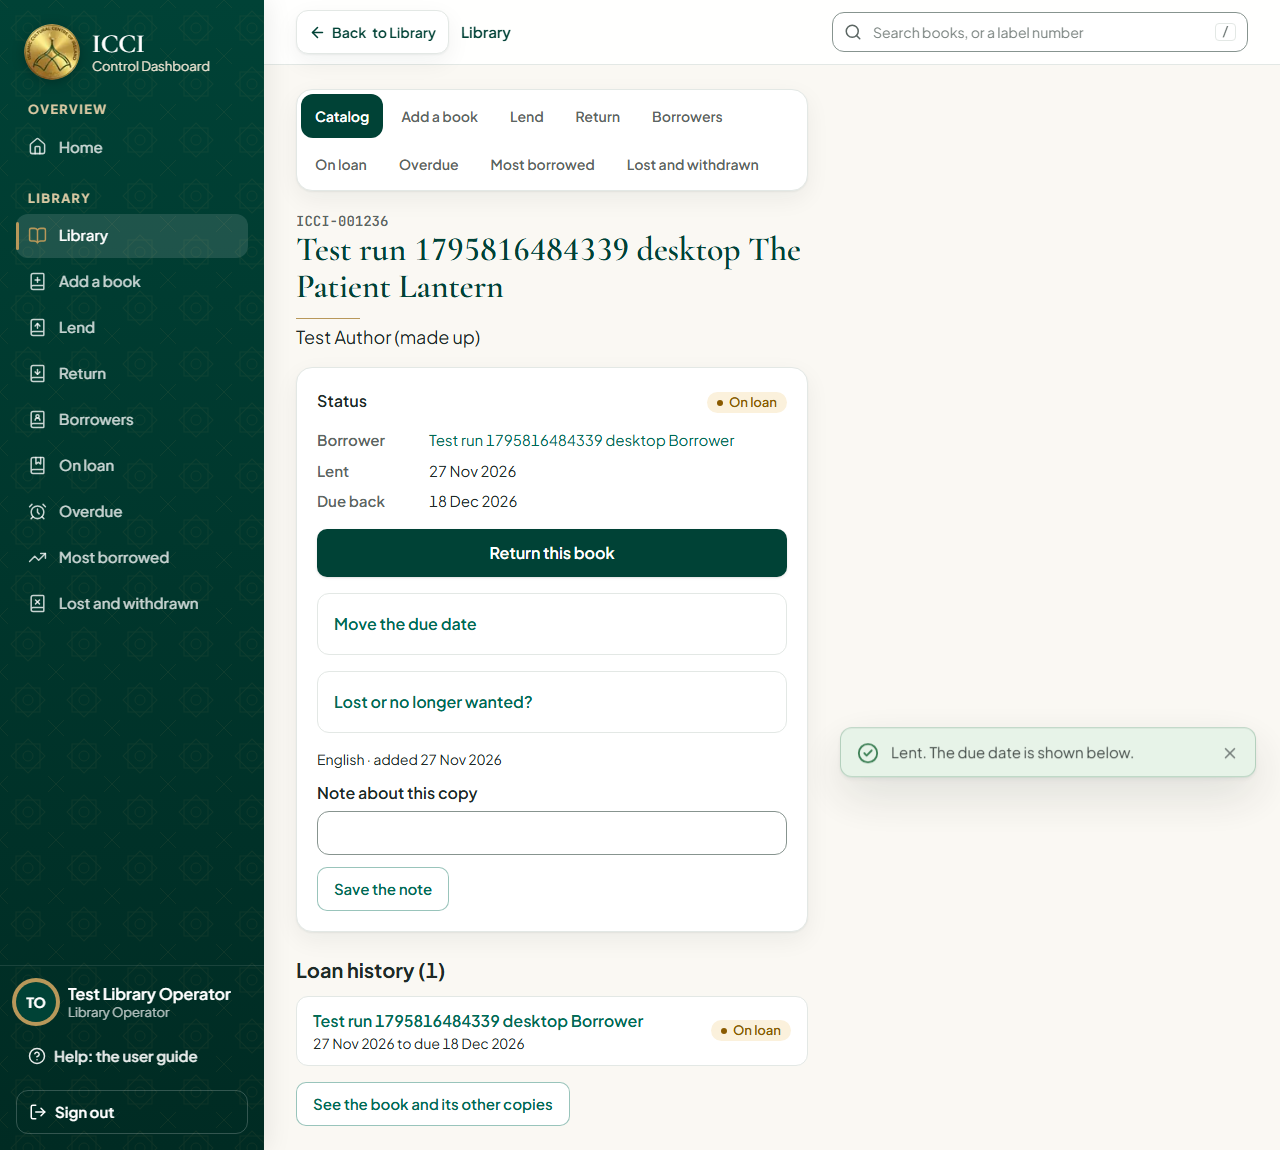 ICCI
Control Dashboard
OVERVIEW
Home
LIBRARY
Library
Add a book
Lend
Return
Borrowers
On loan
Overdue
Most borrowed
Lost and withdrawn
TO
Test Library Operator
Library Operator
Help: the user guide
Sign out
Back to Library
Library
Search books, or a label number
/
Catalog
Add a book
Lend
Return
Borrowers
On loan
Overdue
Most borrowed
Lost and withdrawn
ICCI-001236
Test run 1795816484339 desktop The
Patient Lantern
Test Author (made up)
Status
On loan
Borrower
Test run 1795816484339 desktop Borrower
Lent
27 Nov 2026
Due back
18 Dec 2026
Return this book
Move the due date
Lost or no longer wanted?
English · added 27 Nov 2026
Note about this copy
Save the note
Lent. The due date is shown below.
Loan history (1)
Test run 1795816484339 desktop Borrower
27 Nov 2026 to due 18 Dec 2026
On loan
See the book and its other copies